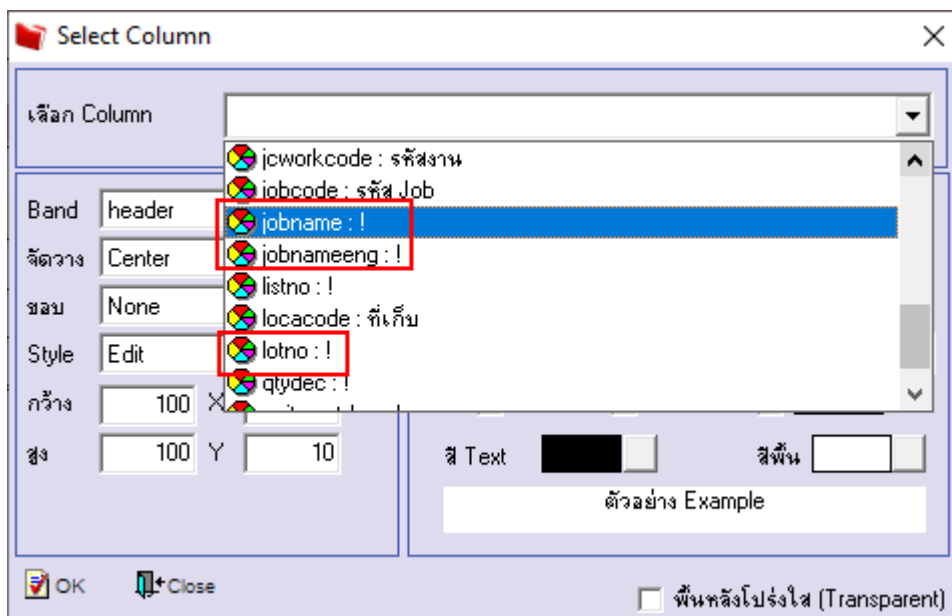 Select Column
เลือก Column
jcworkcode : รหัสงาน
jobcode : รหัส Job
jobname : !
jobnameeng : !
listno : !
locacode : ที่เก็บ
lotno : !
qtydec : !
Band header
จัดวาง Center
ขอบ None
Style Edit
กว้าง 100 X
สูง 100 Y 10
สี Text
สีพื้น
ตัวอย่าง Example
OK
Close
พื้นหลังโปร่งใส (Transparent)